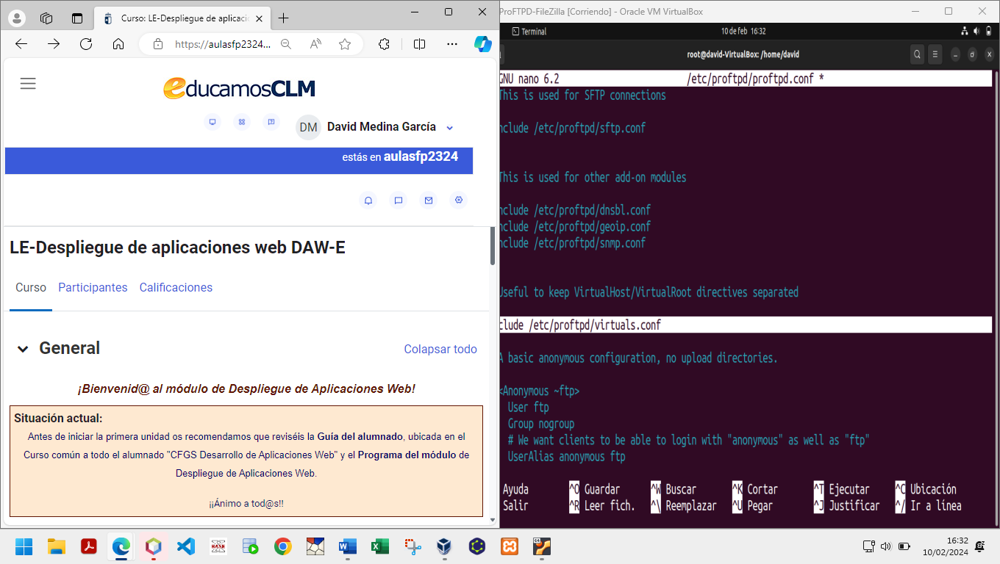 Curso: LE-Despliegue de aplicacio
https://aulasfp2324...
educamosCLM
DM David Medina García
estás en aulasfp2324
LE-Despliegue de aplicaciones web DAW-E
Curso Participantes Calificaciones
General Colapsar todo
¡Bienvenid@ al módulo de Despliegue de Aplicaciones Web!
Situación actual:
Antes de iniciar la primera unidad os recomendamos que reviséis la Guía del alumnado, ubicada en el
Curso común a todo el alumnado "CFGS Desarrollo de Aplicaciones Web" y el Programa del módulo de
Despliegue de Aplicaciones Web.
¡¡Ánimo a tod@s!!
ProFTPD-FileZilla [Corriendo] - Oracle VM VirtualBox
Terminal 10 de feb 16:32
root@david-VirtualBox: /home/david
GNU nano 6.2 /etc/proftpd/proftpd.conf *
This is used for SFTP connections
nclude /etc/proftpd/sftp.conf
This is used for other add-on modules
nclude /etc/proftpd/dnsbl.conf
nclude /etc/proftpd/geoip.conf
nclude /etc/proftpd/snmp.conf
Useful to keep VirtualHost/VirtualRoot directives separated
clude /etc/proftpd/virtuals.conf
A basic anonymous configuration, no upload directories.
<Anonymous ~ftp>
User ftp
Group nogroup
# We want clients to be able to login with "anonymous" as well as "ftp"
UserAlias anonymous ftp
Ayuda ^O Guardar ^W Buscar ^K Cortar ^T Ejecutar ^C Ubicación
Salir ^R Leer fich. ^\ Reemplazar ^U Pegar ^J Justificar ^/ Ir a línea
16:32
10/02/2024